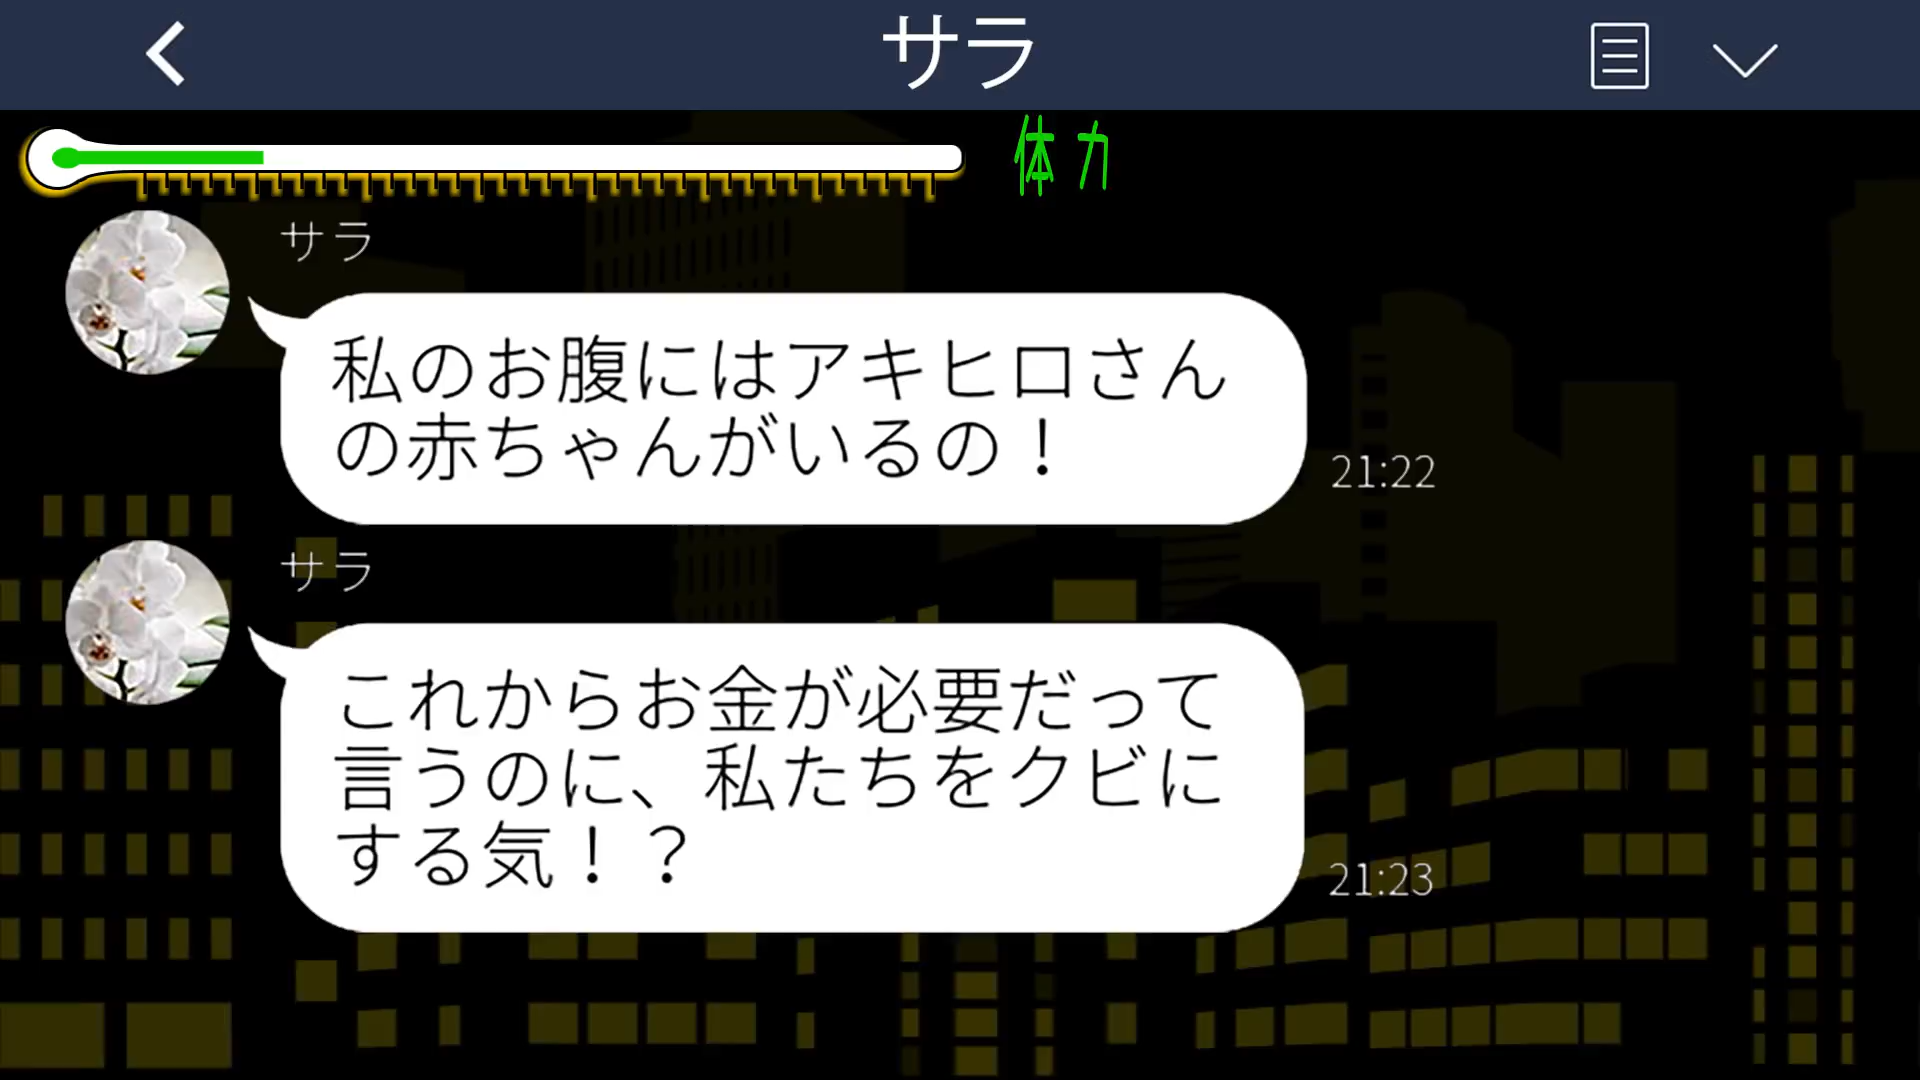 サラ
体力
サラ
私のお腹にはアキヒロさん
の赤ちゃんがいるの！
21:22
サラ
これからお金が必要だって
言うのに、私たちをクビに
する気！？
21:23